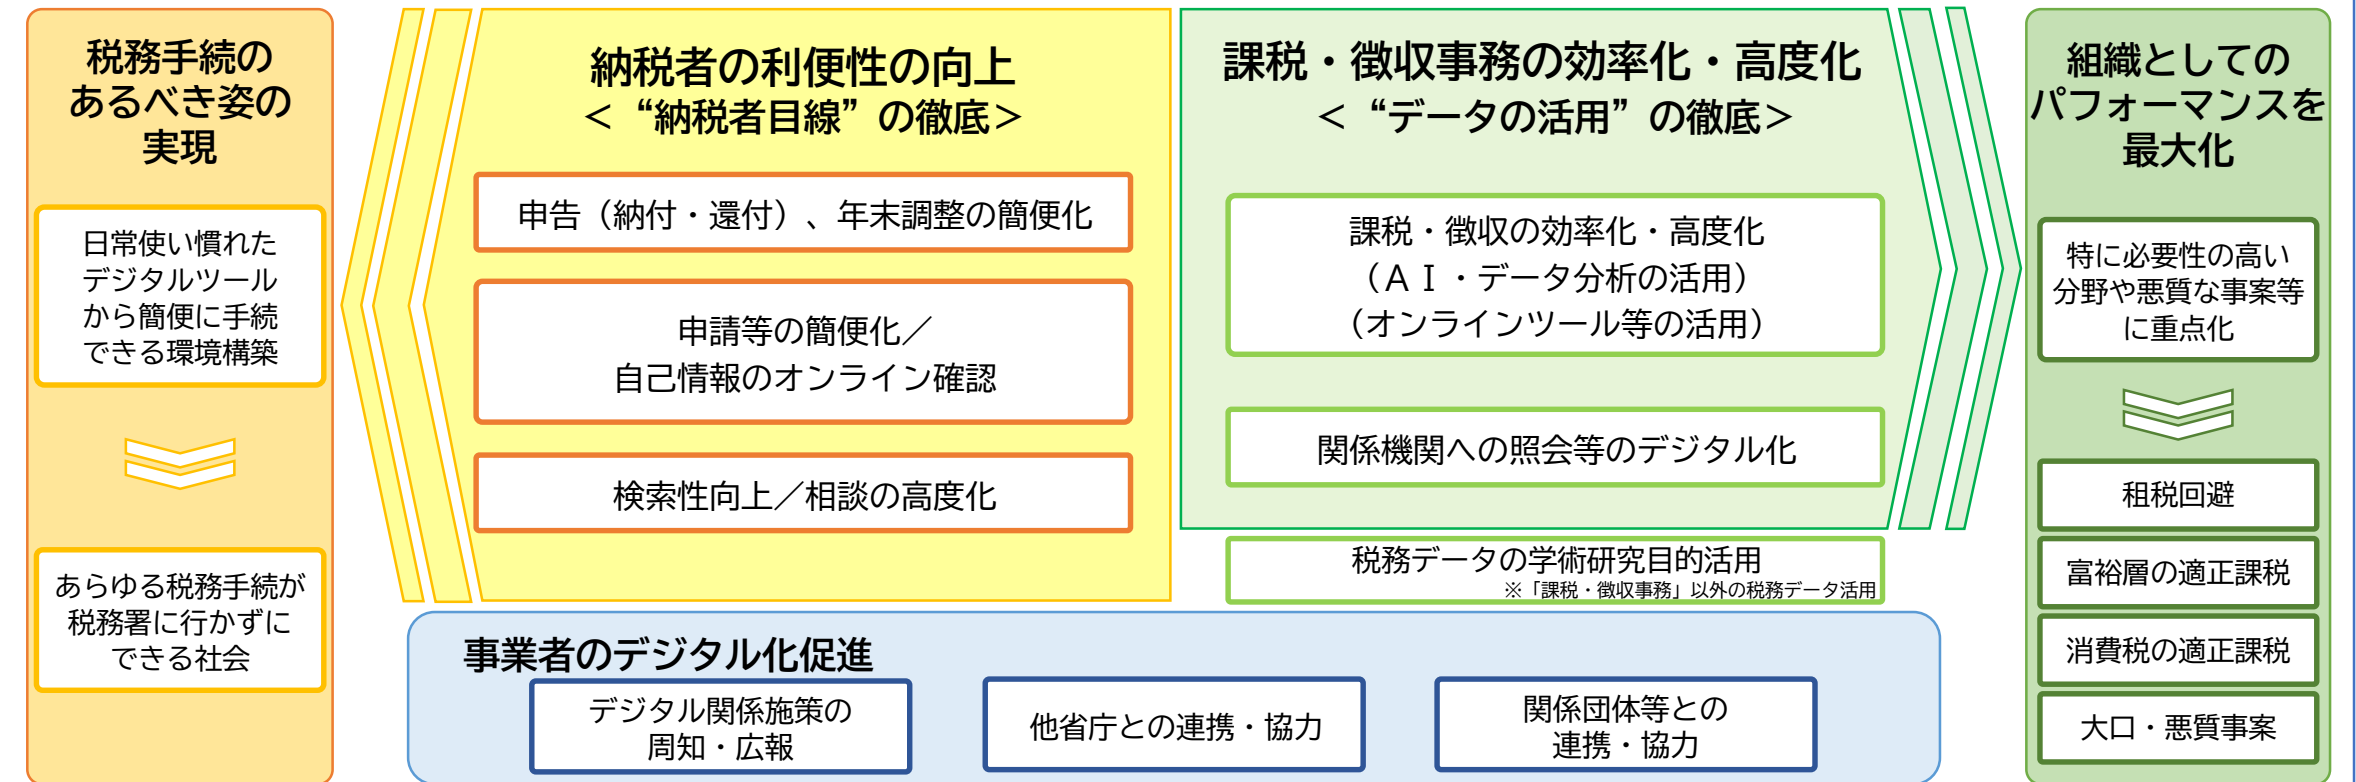 税務手続の
あるべき姿の
実現
日常使い慣れた
デジタルツール
から簡便に手続
できる環境構築
あらゆる税務手続が
税務署に行かずに
できる社会
納税者の利便性の向上
＜“納税者目線”の徹底＞
申告（納付・還付）、年末調整の簡便化
申請等の簡便化／
自己情報のオンライン確認
検索性向上／相談の高度化
課税・徴収事務の効率化・高度化
＜“データの活用”の徹底＞
課税・徴収の効率化・高度化
（ＡＩ・データ分析の活用）
（オンラインツール等の活用）
関係機関への照会等のデジタル化
税務データの学術研究目的活用
※「課税・徴収事務」以外の税務データ活用
事業者のデジタル化促進
デジタル関係施策の
周知・広報
他省庁との連携・協力
関係団体等との
連携・協力
組織としての
パフォーマンスを
最大化
特に必要性の高い
分野や悪質な事案等
に重点化
租税回避
富裕層の適正課税
消費税の適正課税
大口・悪質事案